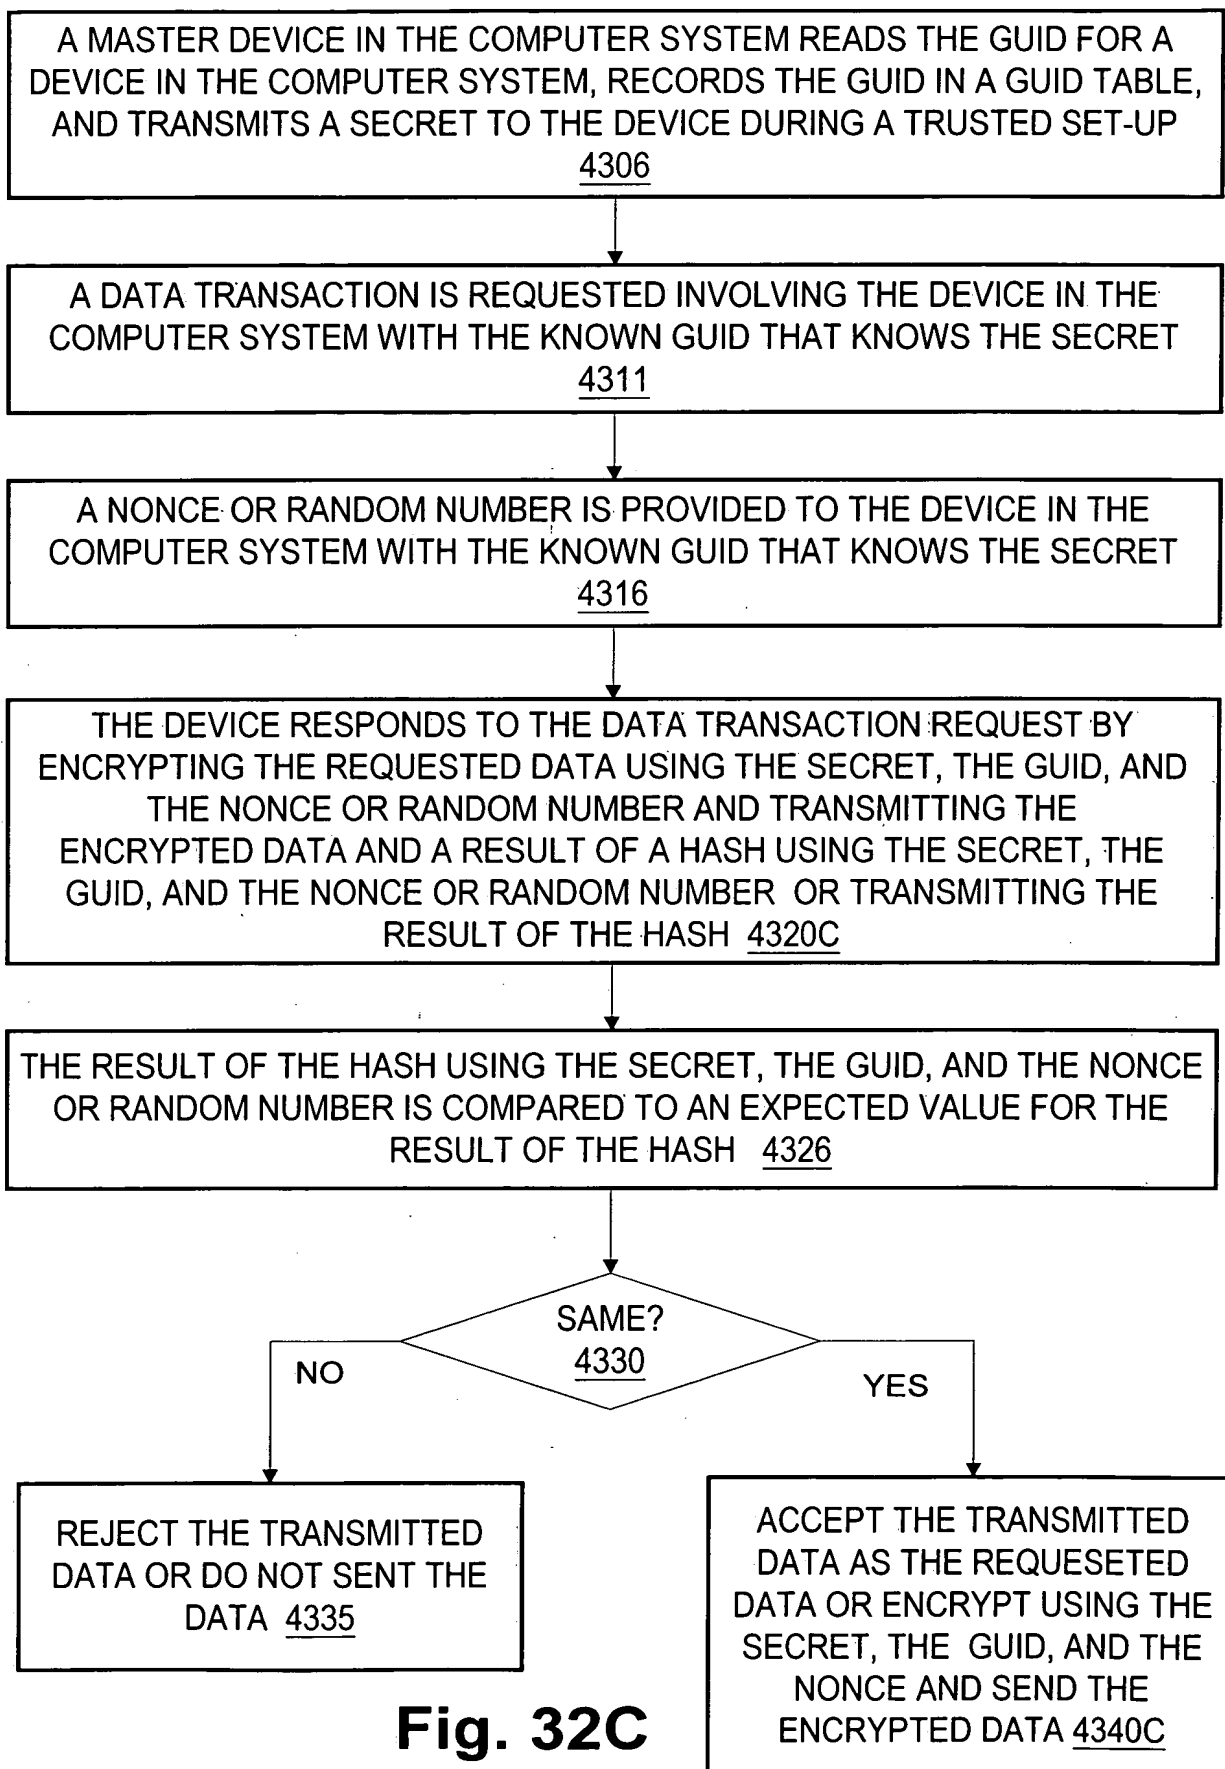 A MASTER DEVICE IN THE COMPUTER SYSTEM READS THE GUID FOR A
DEVICE IN THE COMPUTER SYSTEM, RECORDS THE GUID IN A GUID TABLE,
AND TRANSMITS A SECRET TO THE DEVICE DURING A TRUSTED SET-UP
4306
A DATA TRANSACTION IS REQUESTED INVOLVING THE DEVICE IN THE
COMPUTER SYSTEM WITH THE KNOWN GUID THAT KNOWS THE SECRET
4311
A NONCE OR RANDOM NUMBER IS PROVIDED TO THE DEVICE IN THE
COMPUTER SYSTEM WITH THE KNOWN GUID THAT KNOWS THE SECRET
4316
THE DEVICE RESPONDS TO THE DATA TRANSACTION REQUEST BY
ENCRYPTING THE REQUESTED DATA USING THE SECRET, THE GUID, AND
THE NONCE OR RANDOM NUMBER AND TRANSMITTING THE
ENCRYPTED DATA AND A RESULT OF A HASH USING THE SECRET, THE
GUID, AND THE NONCE OR RANDOM NUMBER OR TRANSMITTING THE
RESULT OF THE HASH 4320C
THE RESULT OF THE HASH USING THE SECRET, THE GUID, AND THE NONCE
OR RANDOM NUMBER IS COMPARED TO AN EXPECTED VALUE FOR THE
RESULT OF THE HASH 4326
SAME?
4330
NO
YES
REJECT THE TRANSMITTED
DATA OR DO NOT SENT THE
DATA 4335
ACCEPT THE TRANSMITTED
DATA AS THE REQUESETED
DATA OR ENCRYPT USING THE
SECRET, THE GUID, AND THE
NONCE AND SEND THE
ENCRYPTED DATA 4340C
Fig. 32C